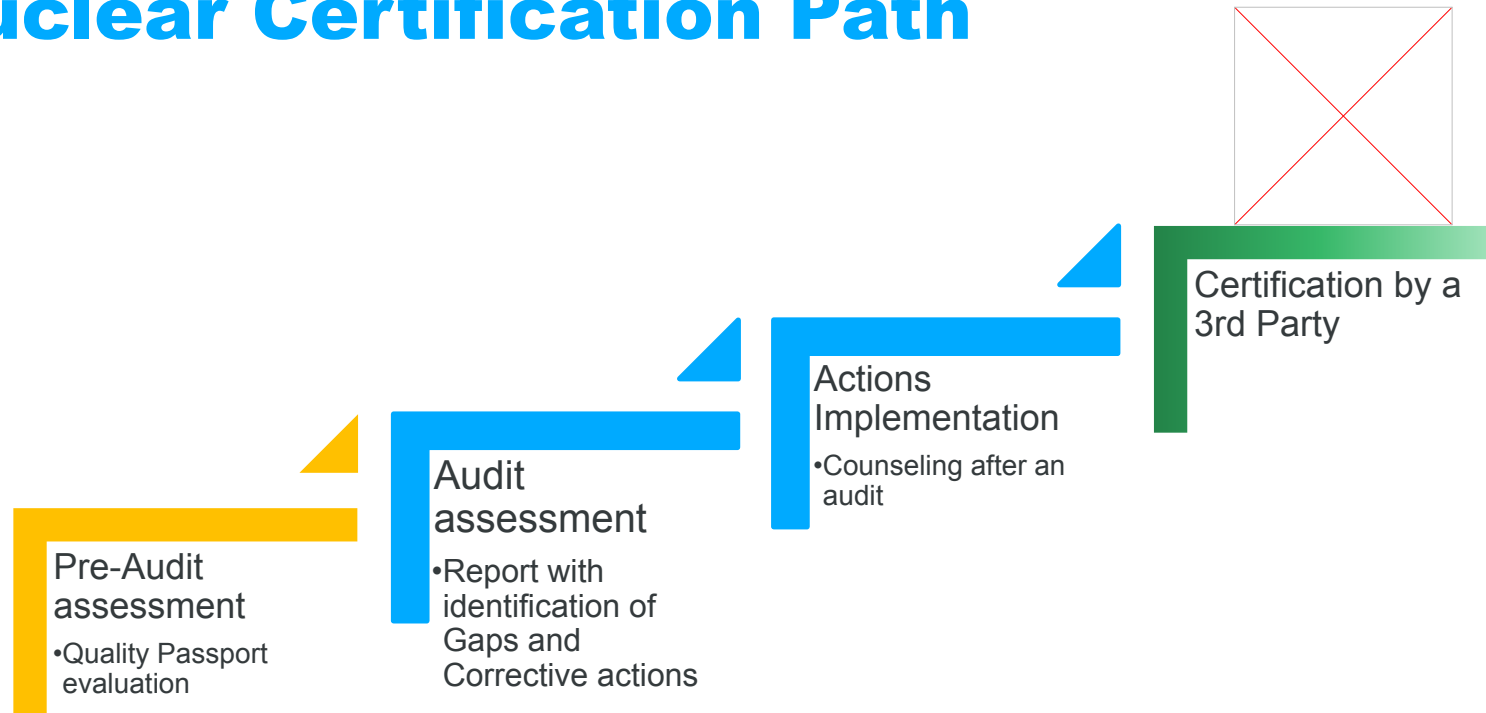 uclear Certification Path
Certification by a
3rd Party
Actions
Implementation
•Counseling after an
audit
Audit
assessment
•Report with
identification of
Gaps and
Corrective actions
Pre-Audit
assessment
•Quality Passport
evaluation